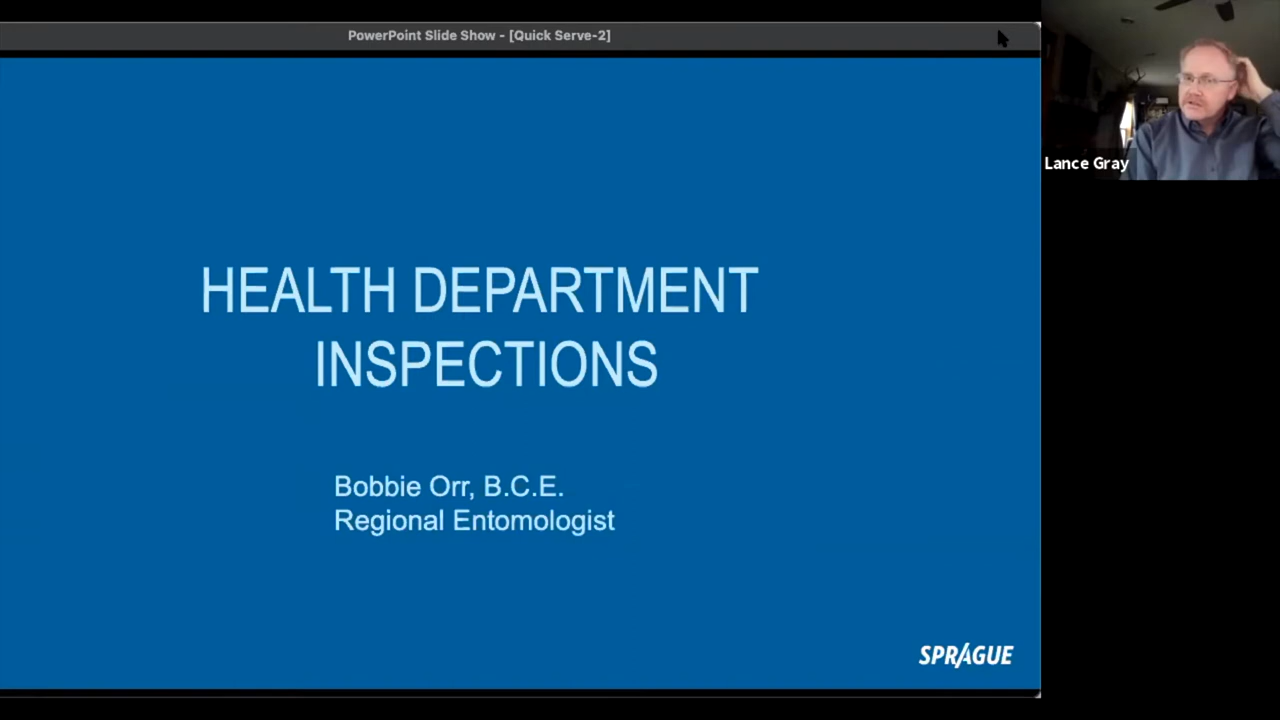 PowerPoint Slide Show - [Quick Serve-2]
HEALTH DEPARTMENT
INSPECTIONS
Bobbie Orr, B.C.E.
Regional Entomologist
SPRAGUE
Lance Gray